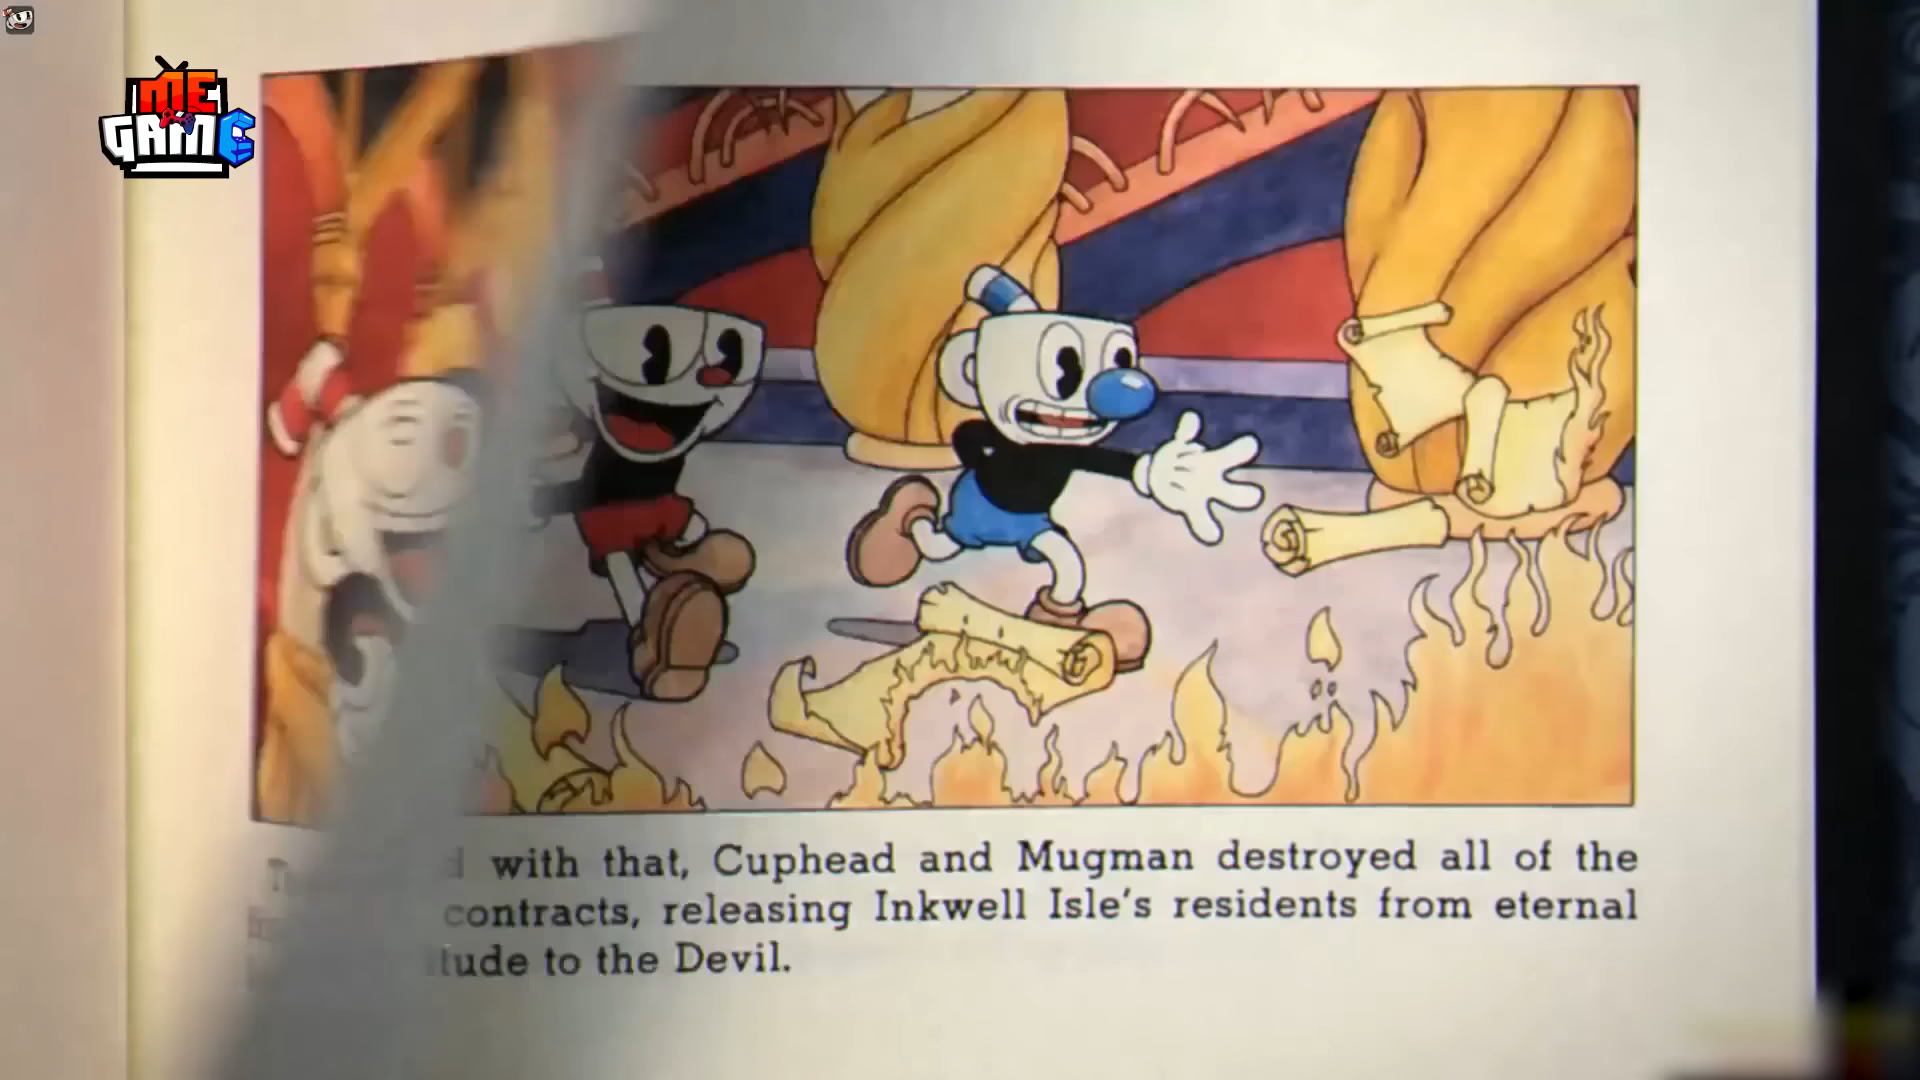 ME
GAME
with that, Cuphead and Mugman destroyed all of the
contracts, releasing Inkwell Isle's residents from eternal
to the Devil.